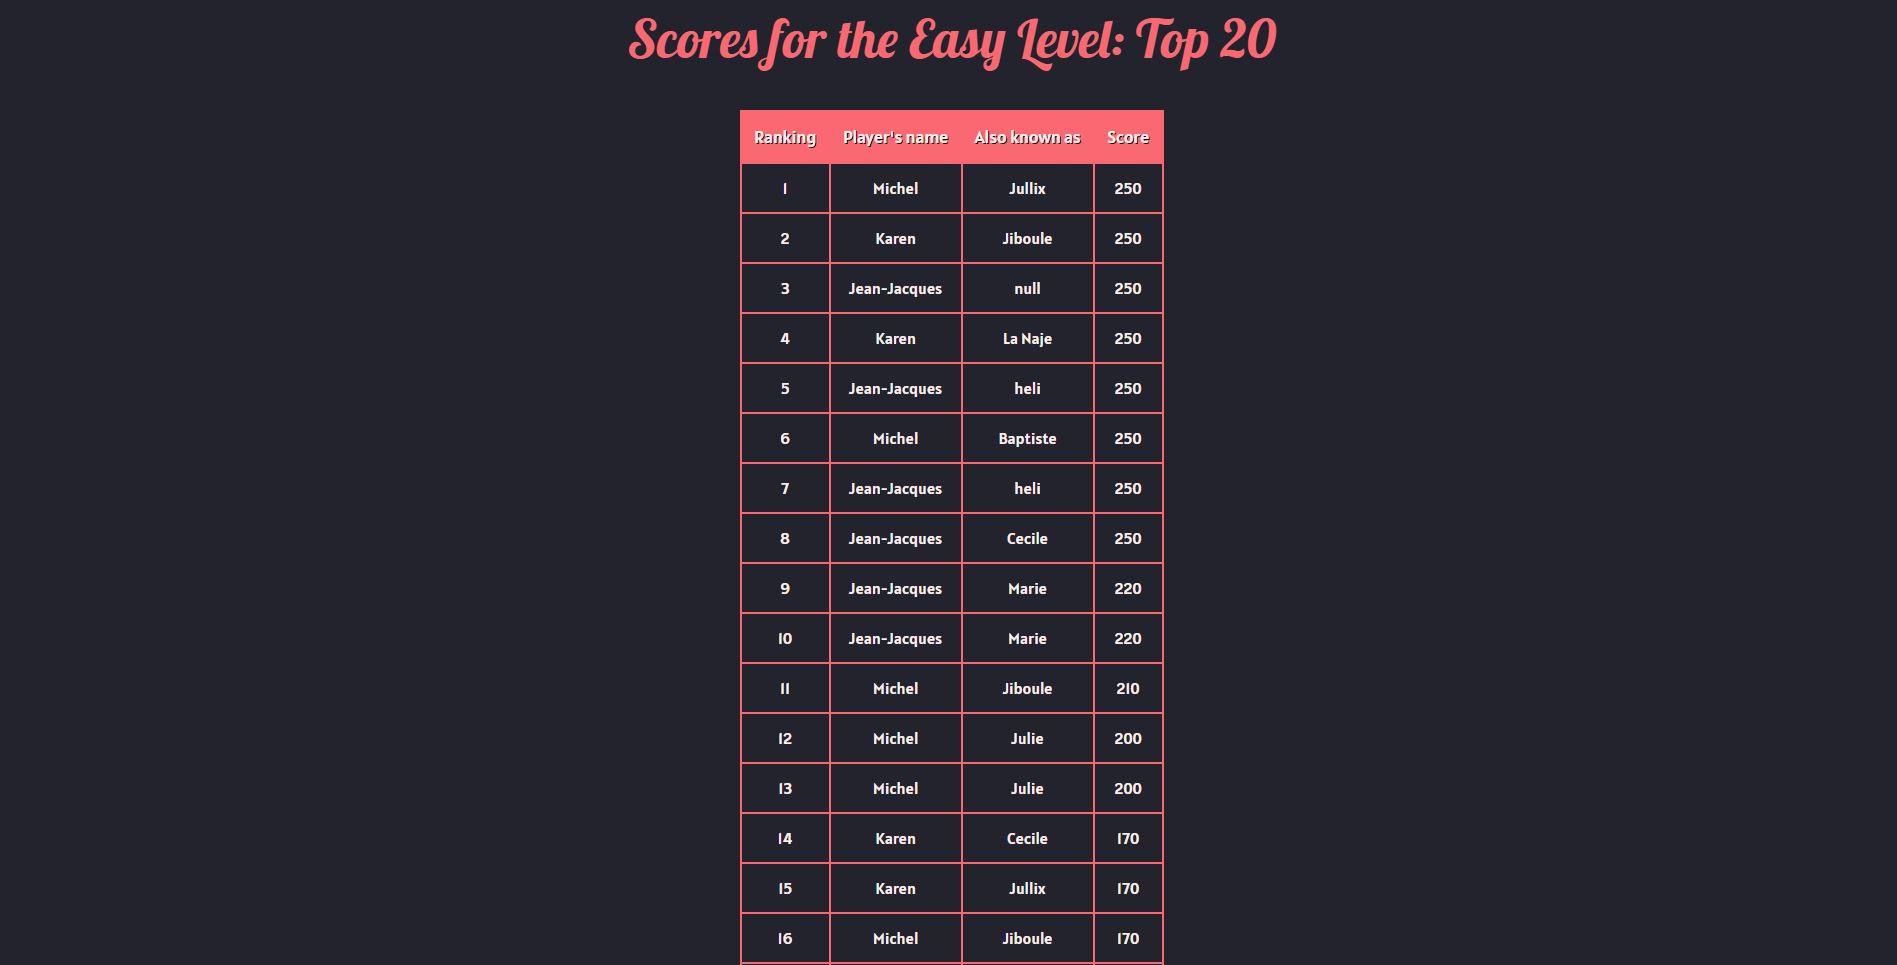 Scores for the Easy Level: Top 20
Ranking Player's name Also known as Score
1 Michel Jullix 250
2 Karen Jiboule 250
3 Jean-Jacques null 250
4 Karen La Naje 250
5 Jean-Jacques heli 250
6 Michel Baptiste 250
7 Jean-Jacques heli 250
8 Jean-Jacques Cecile 250
9 Jean-Jacques Marie 220
10 Jean-Jacques Marie 220
11 Michel Jiboule 210
12 Michel Julie 200
13 Michel Julie 200
14 Karen Cecile 170
15 Karen Jullix 170
16 Michel Jiboule 170